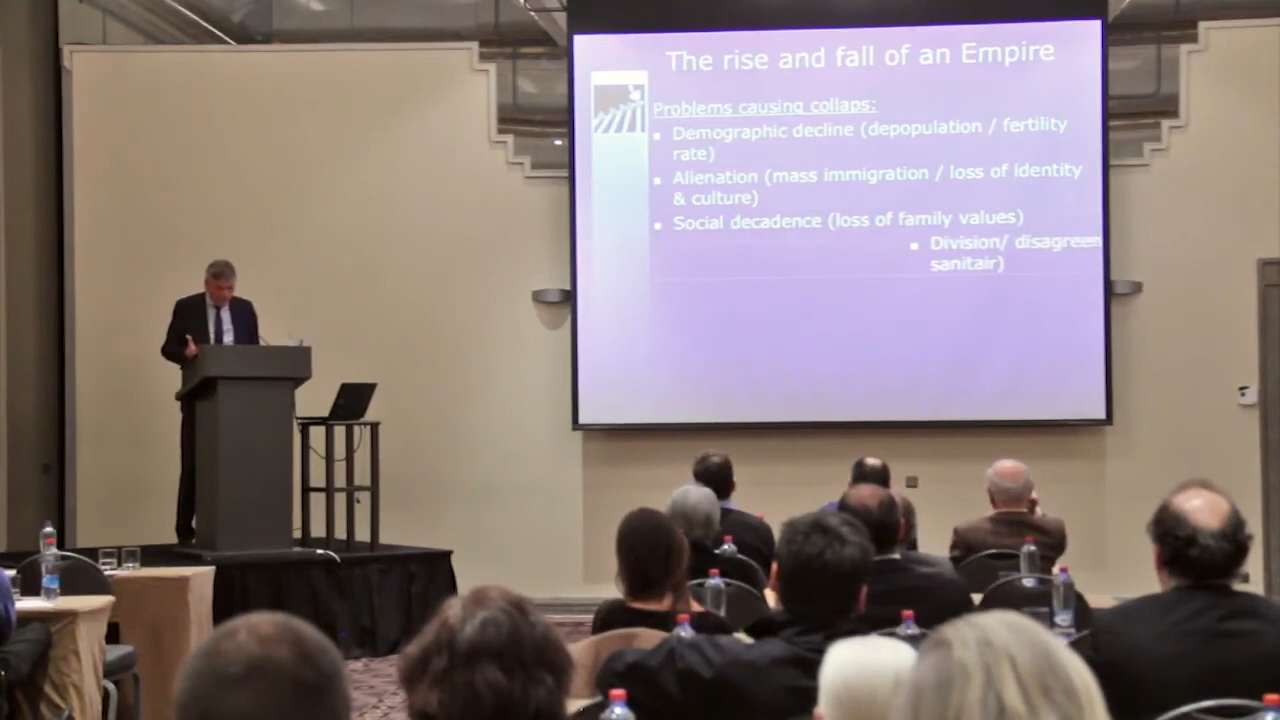 The rise and fall of an Empire
Problems causing collaps:
▪ Demographic decline (depopulation / fertility
rate)
▪ Alienation (mass immigration / loss of identity
& culture)
▪ Social decadence (loss of family values)
▪ Division/ disagreem
sanitair)